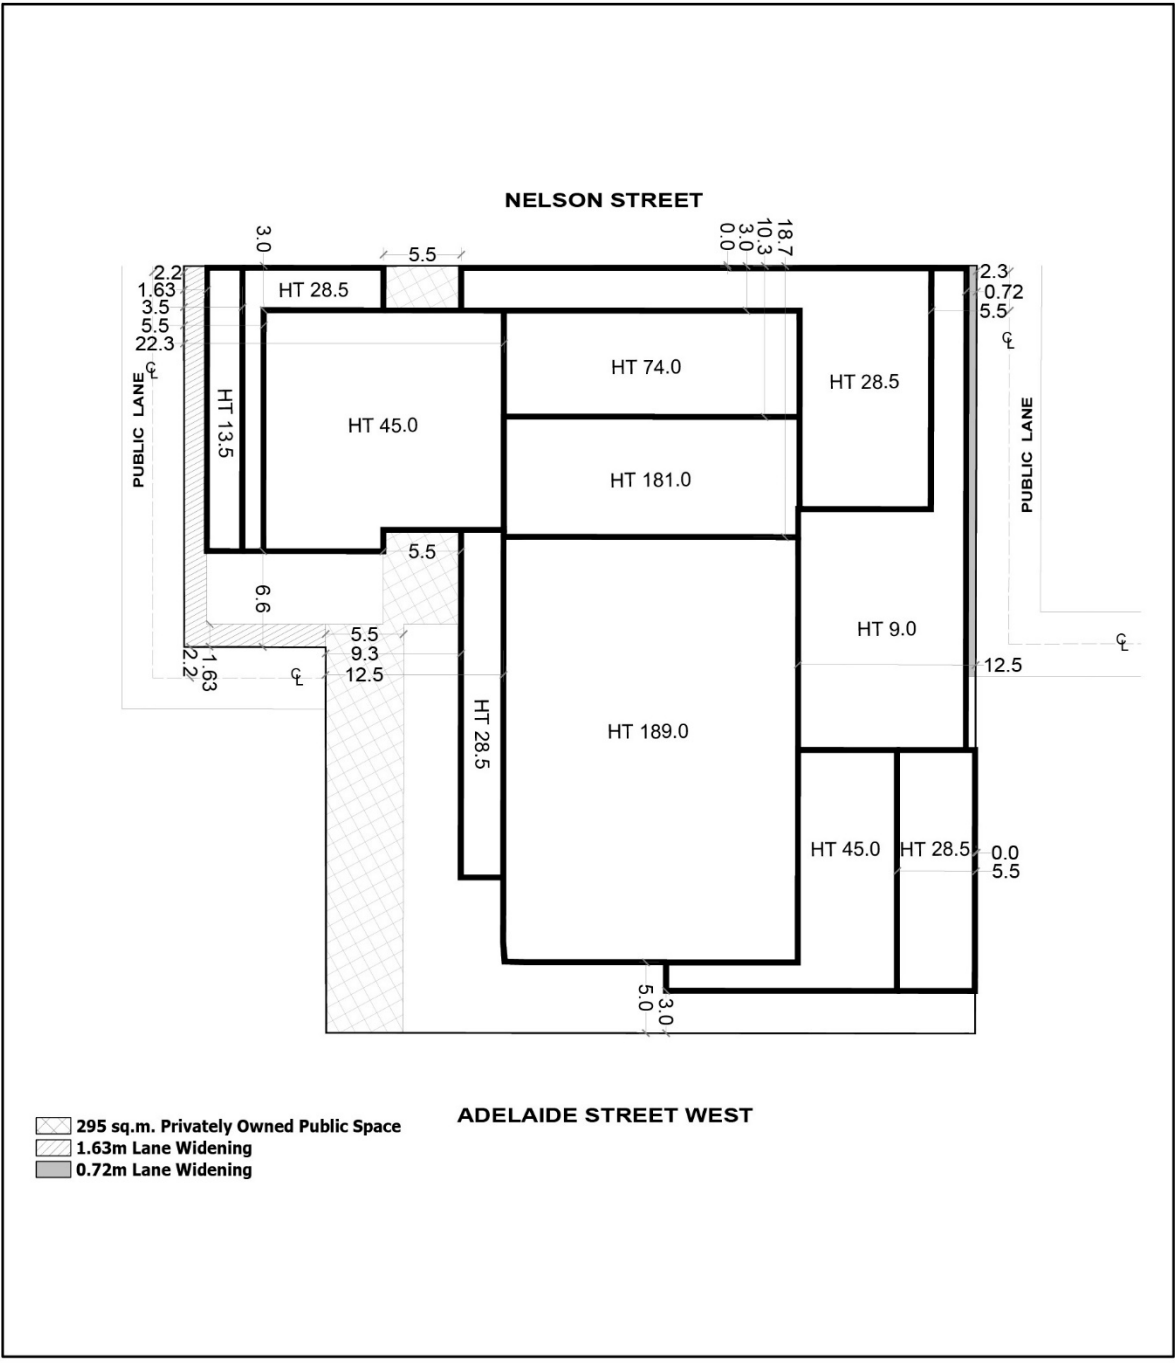 NELSON STREET
3.0
5.5
0.0
3.0
10.3
18.7
2.2
1.63
3.5
5.5
22.3
℄
PUBLIC LANE
HT 28.5
HT 13.5
HT 45.0
HT 74.0
HT 181.0
HT 28.5
2.3
0.72
5.5
℄
PUBLIC LANE
5.5
6.6
5.5
9.3
12.5
2.2
1.63
℄
HT 28.5
HT 189.0
HT 9.0
℄
12.5
HT 45.0
HT 28.5
0.0
5.5
5.0
3.0
ADELAIDE STREET WEST
295 sq.m. Privately Owned Public Space
1.63m Lane Widening
0.72m Lane Widening